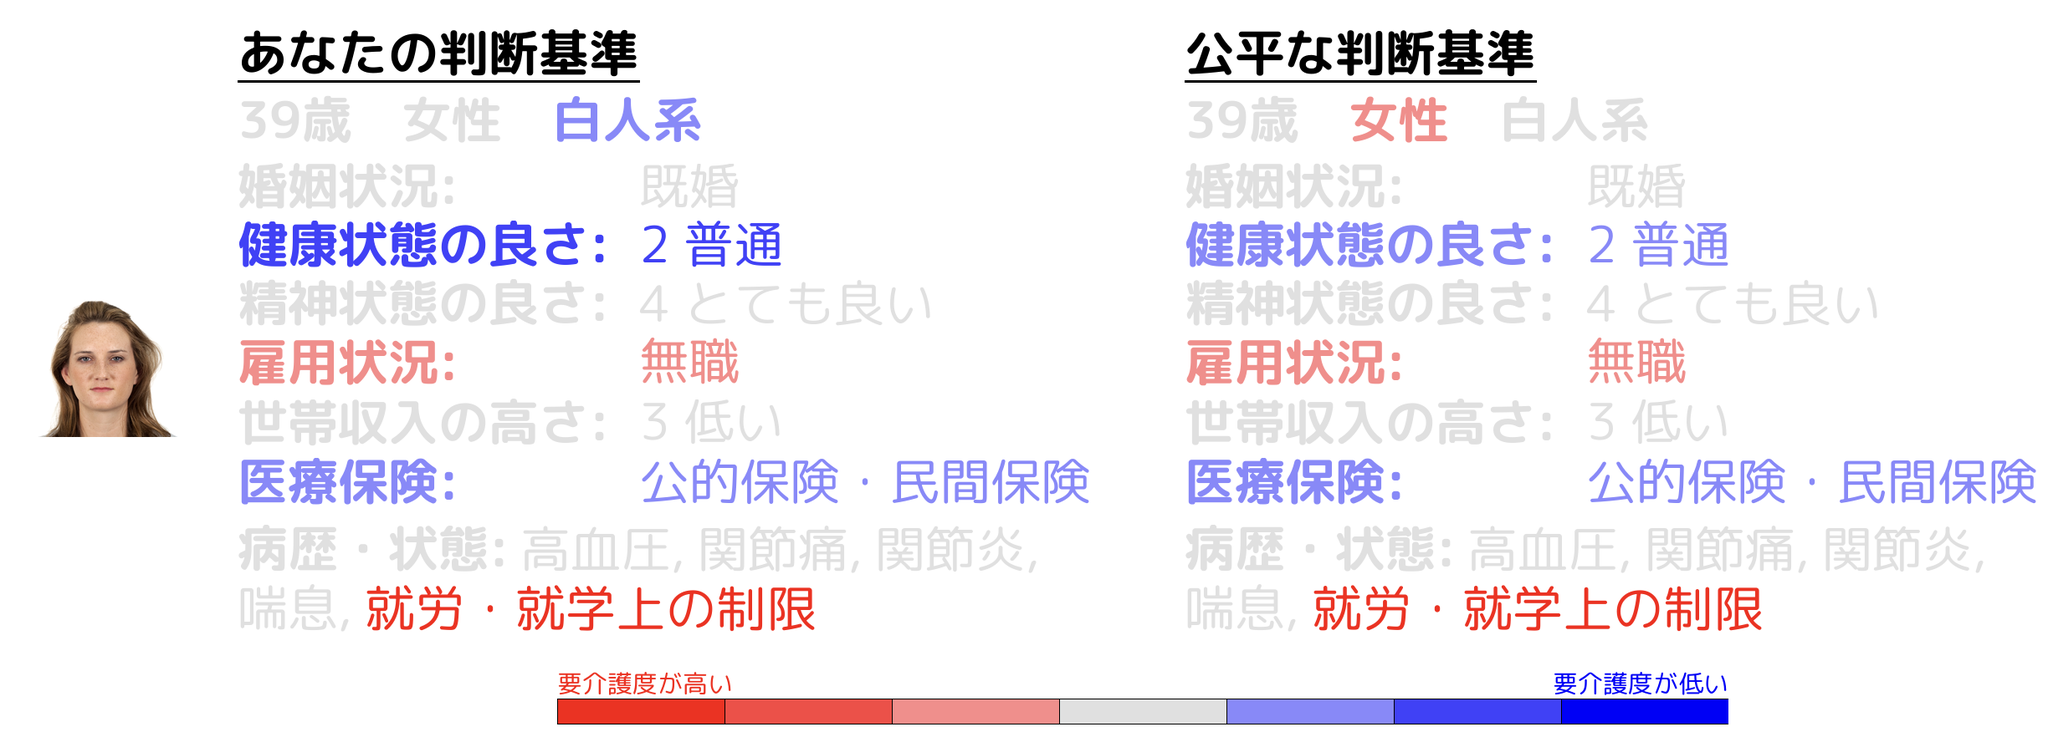 あなたの判断基準
39歳 女性 白人系
婚姻状況: 既婚
健康状態の良さ: 2 普通
精神状態の良さ: 4 とても良い
雇用状況: 無職
世帯収入の高さ: 3 低い
医療保険: 公的保険・民間保険
病歴・状態: 高血圧, 関節痛, 関節炎,
喘息, 就労・就学上の制限
公平な判断基準
39歳 女性 白人系
婚姻状況: 既婚
健康状態の良さ: 2 普通
精神状態の良さ: 4 とても良い
雇用状況: 無職
世帯収入の高さ: 3 低い
医療保険: 公的保険・民間保険
病歴・状態: 高血圧, 関節痛, 関節炎,
喘息, 就労・就学上の制限
要介護度が高い
要介護度が低い